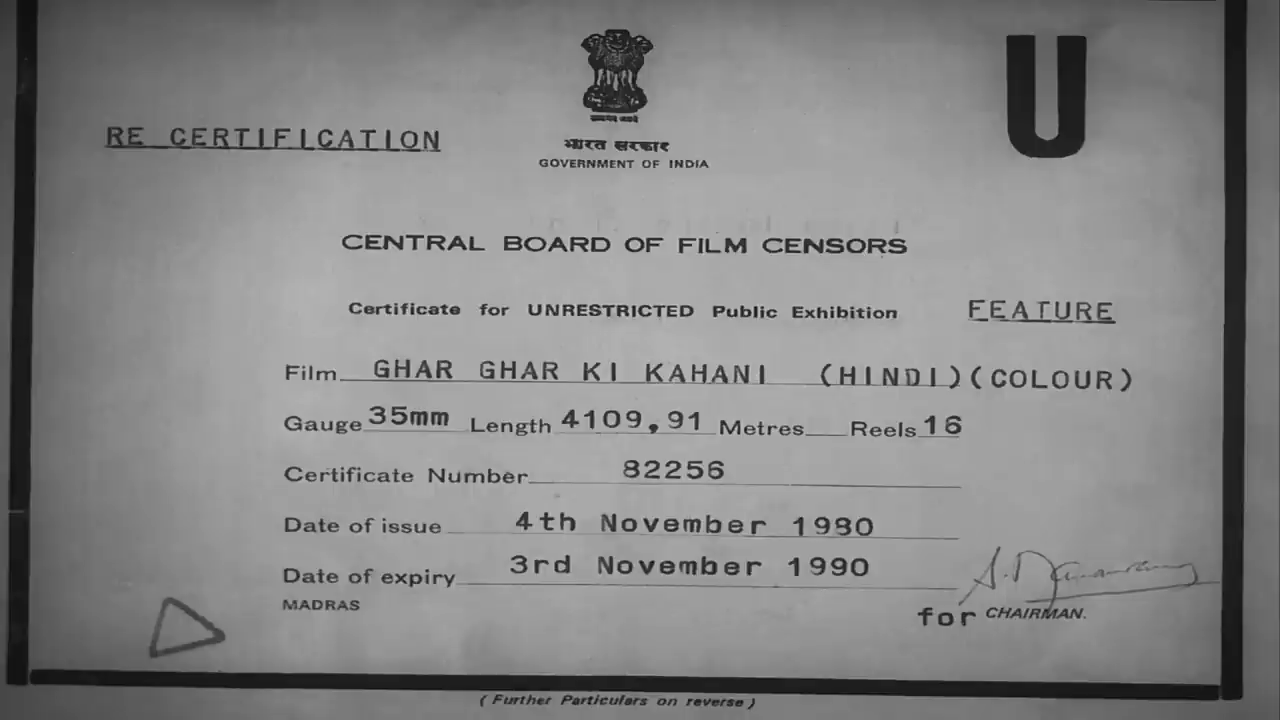 U
RE CERTIFICATION
भारत सरकार
GOVERNMENT OF INDIA
CENTRAL BOARD OF FILM CENSORS
Certificate for UNRESTRICTED Public Exhibition FEATURE
Film GHAR GHAR KI KAHANI (HINDI)(COLOUR)
Gauge 35mm Length 4109,91 Metres Reels 16
Certificate Number 82256
Date of issue 4th November 1980
Date of expiry 3rd November 1990
MADRAS
for CHAIRMAN.
( Further Particulars on reverse )